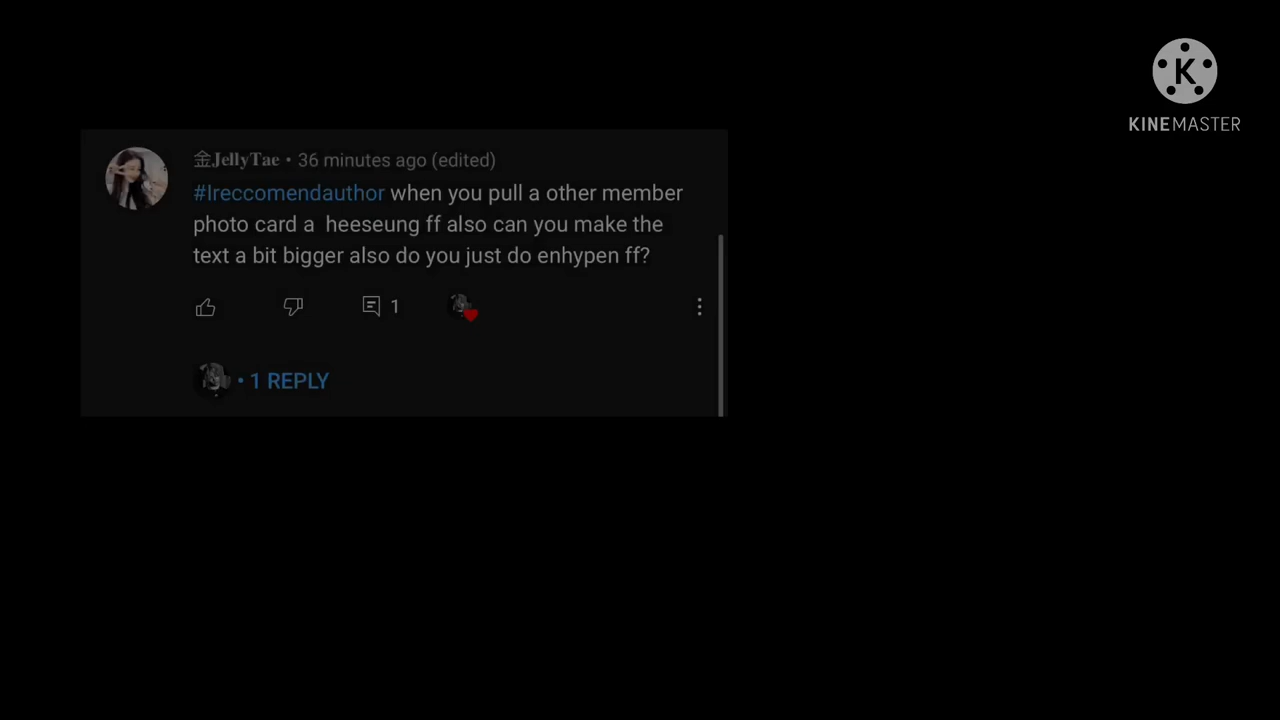 K
KINEMASTER
金JellyTae • 36 minutes ago (edited)
#Ireccomendauthor when you pull a other member
photo card a  heeseung ff also can you make the
text a bit bigger also do you just do enhypen ff?
1
• 1 REPLY